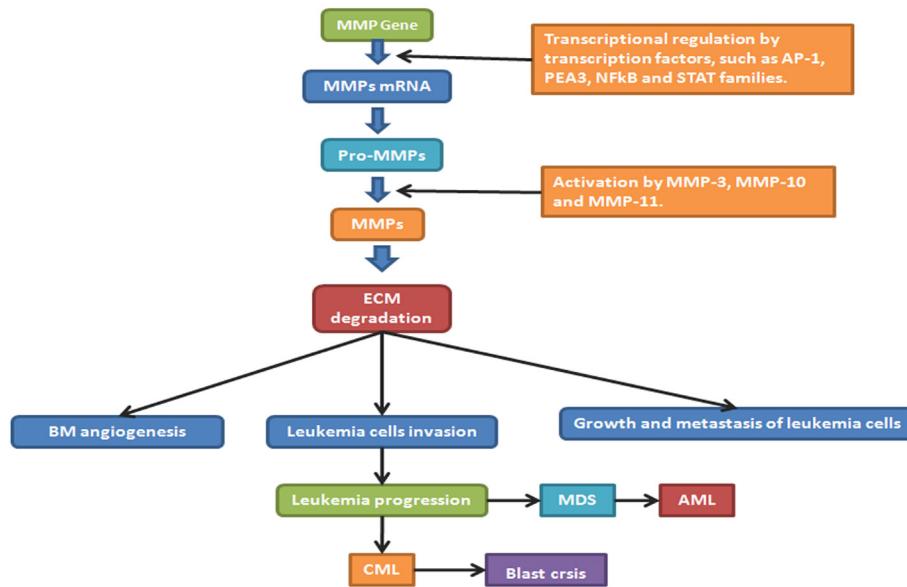 MMP Gene
Transcriptional regulation by
transcription factors, such as AP-1,
PEA3, NFkB and STAT families.
MMPs mRNA
Pro-MMPs
Activation by MMP-3, MMP-10
and MMP-11.
MMPs
ECM
degradation
BM angiogenesis
Leukemia cells invasion
Growth and metastasis of leukemia cells
Leukemia progression
MDS
AML
CML
Blast crsis